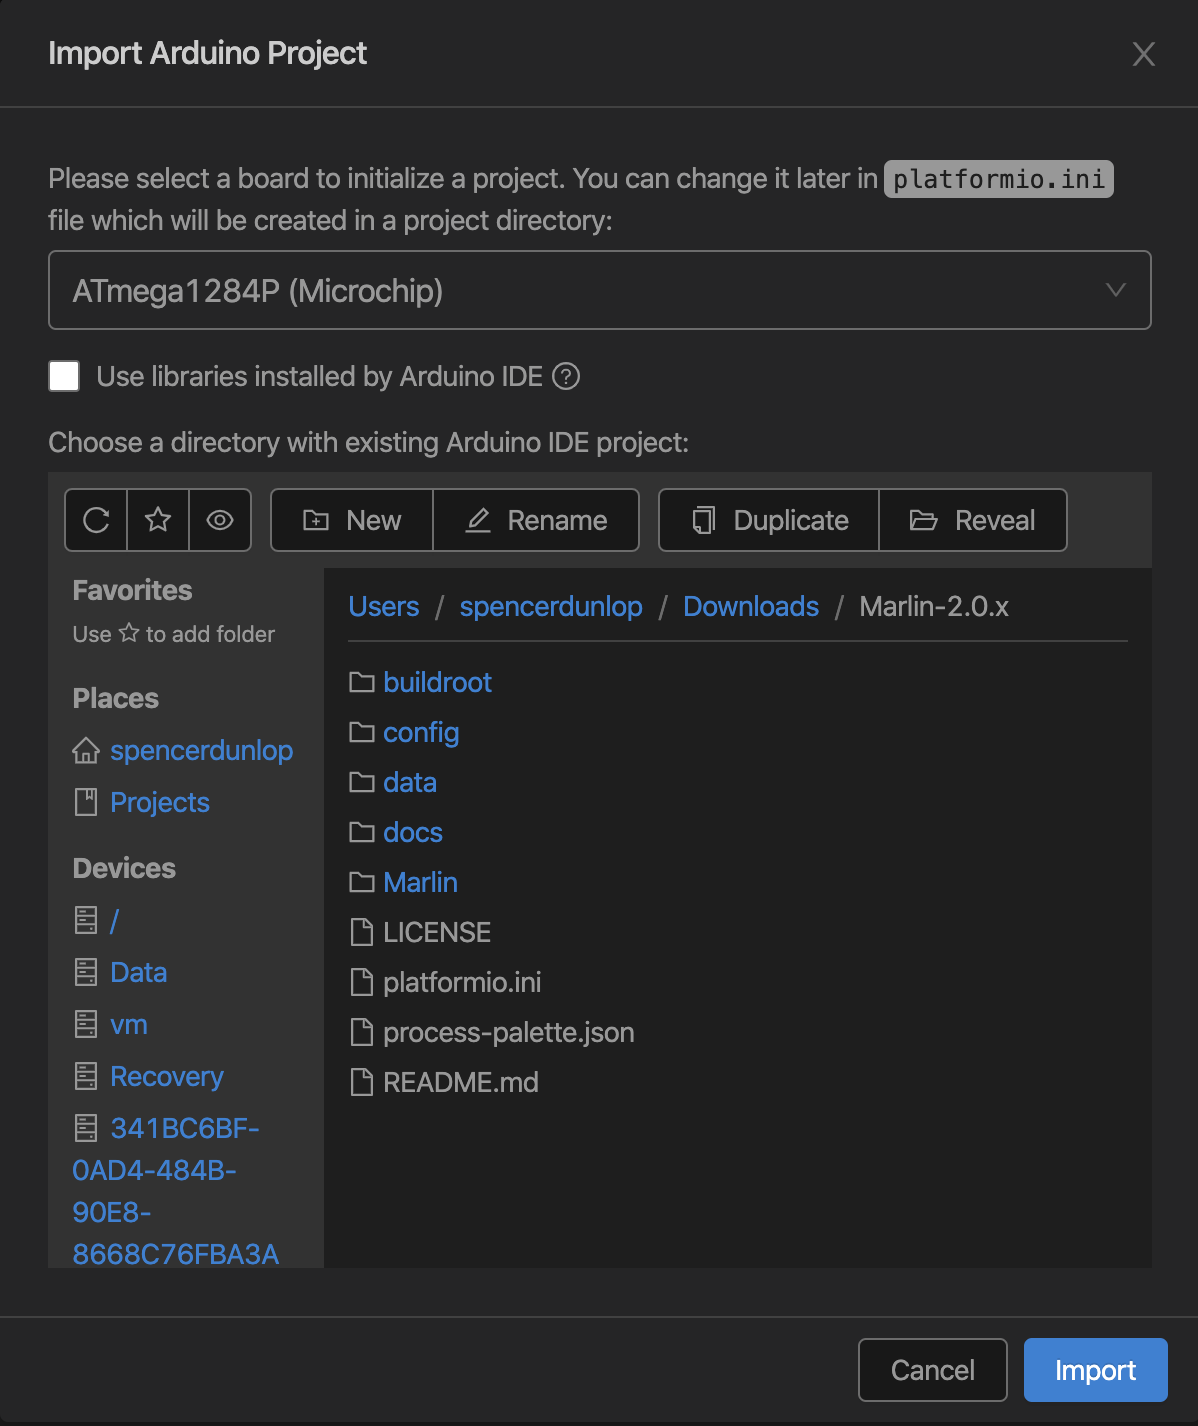 Import Arduino Project
Please select a board to initialize a project. You can change it later in platformio.ini
file which will be created in a project directory:
ATmega1284P (Microchip)
Use libraries installed by Arduino IDE
Choose a directory with existing Arduino IDE project:
New Rename Duplicate Reveal
Favorites
Use to add folder
Places
spencerdunlop
Projects
Devices
/
Data
vm
Recovery
341BC6BF-
0AD4-484B-
90E8-
8668C76FBA3A
Users / spencerdunlop / Downloads / Marlin-2.0.x
buildroot
config
data
docs
Marlin
LICENSE
platformio.ini
process-palette.json
README.md
Cancel Import